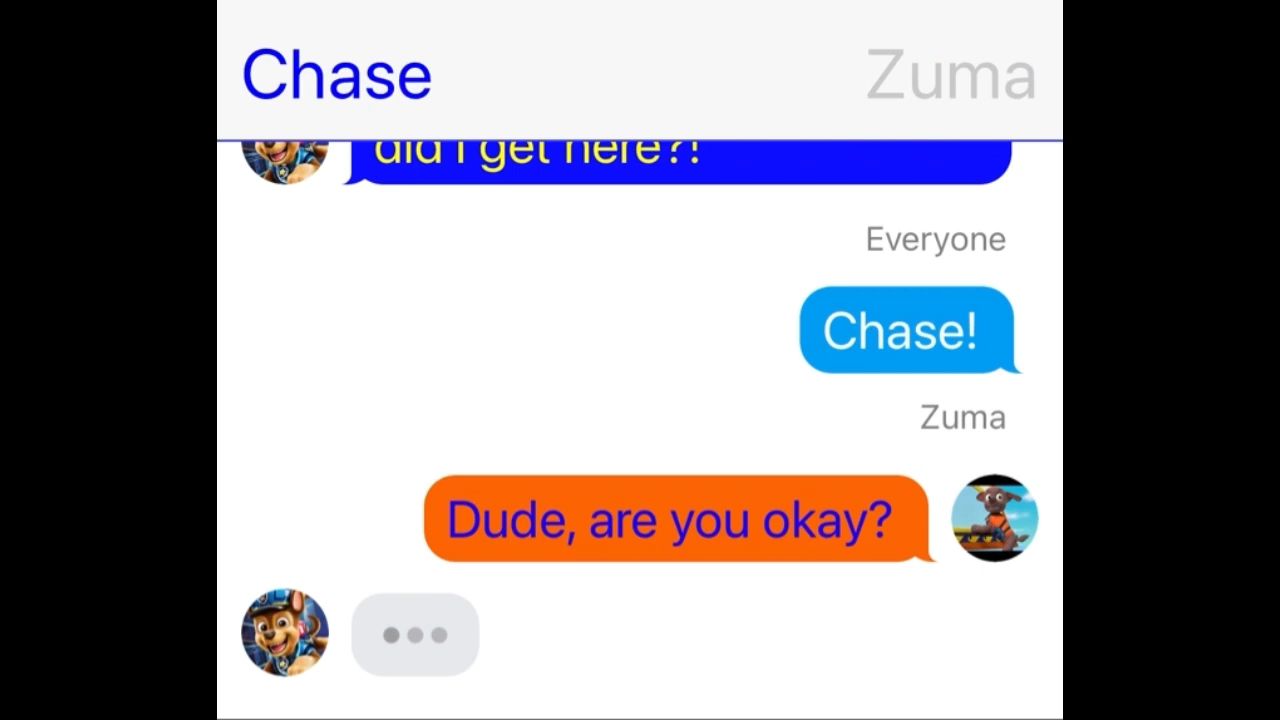 Chase
Zuma
did I get here?!
Everyone
Chase!
Zuma
Dude, are you okay?